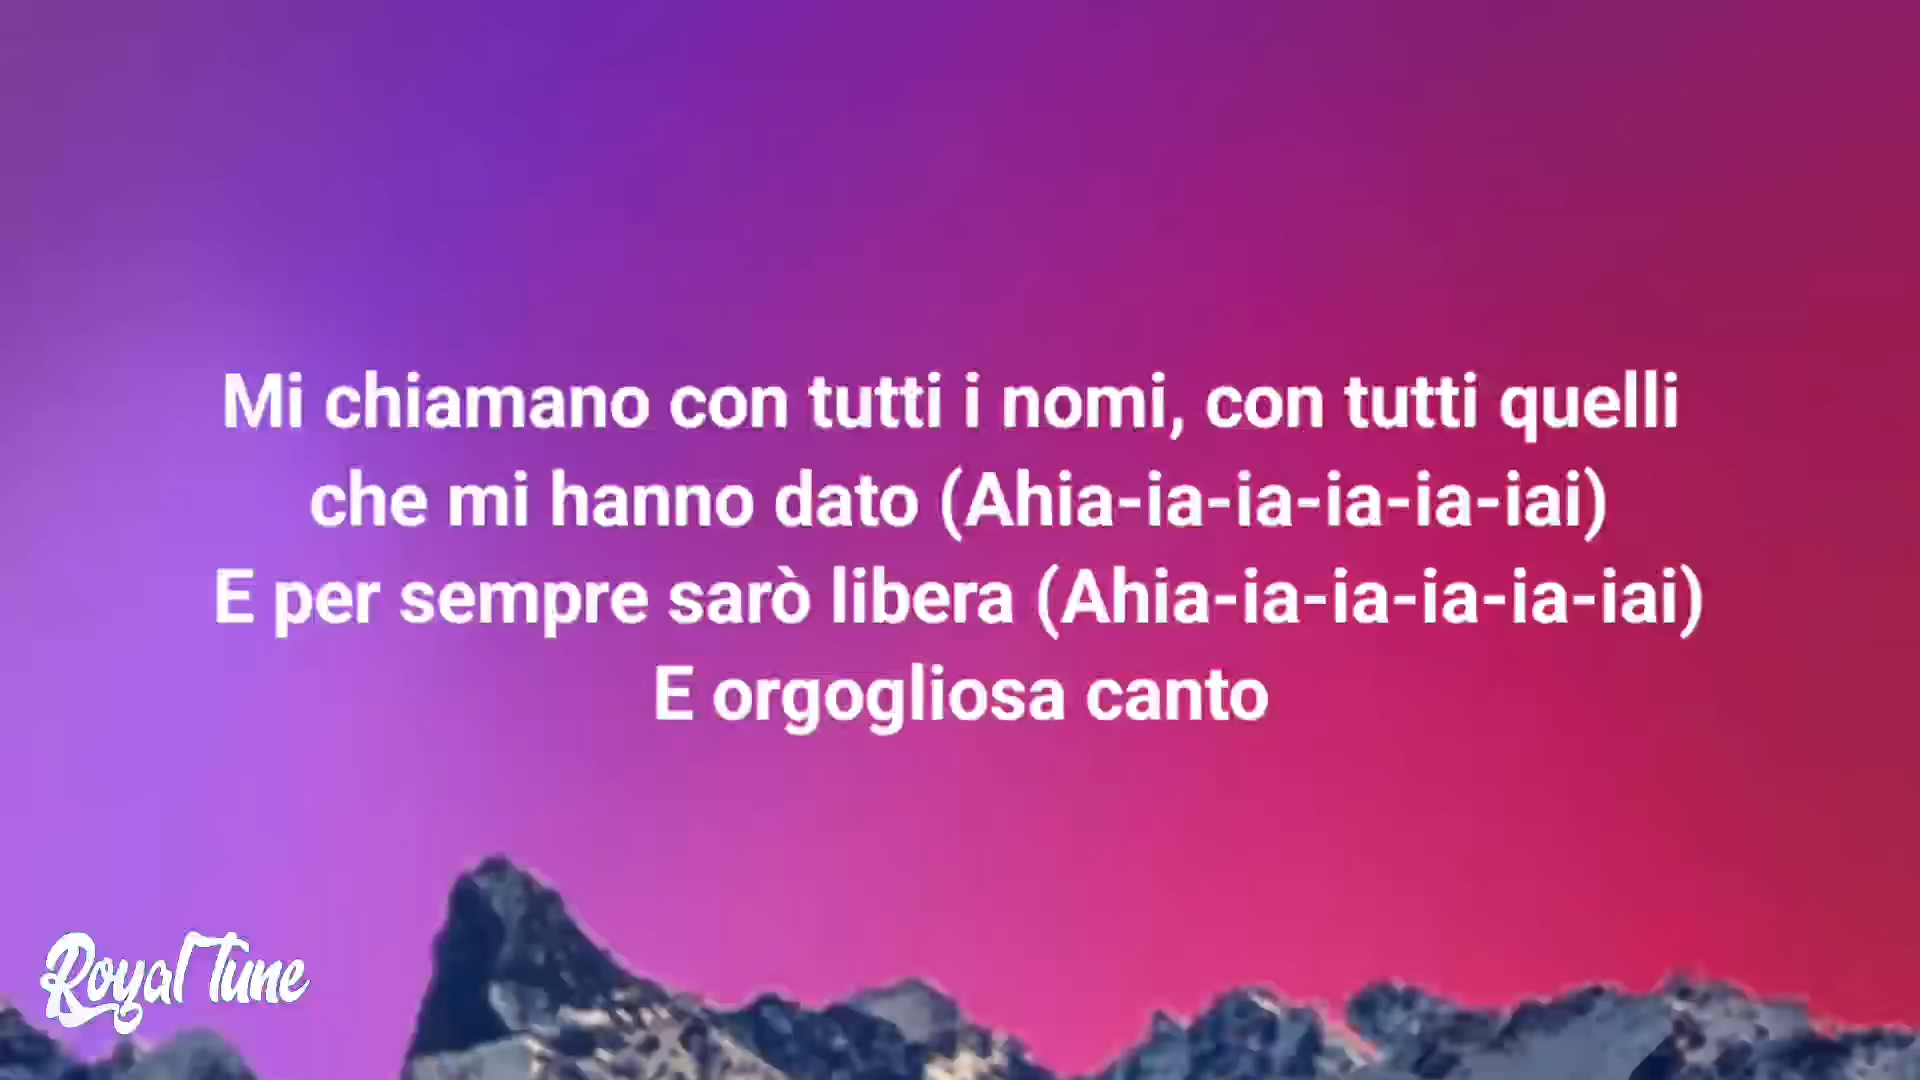 Mi chiamano con tutti i nomi, con tutti quelli
che mi hanno dato (Ahia-ia-ia-ia-ia-iai)
E per sempre sarò libera (Ahia-ia-ia-ia-ia-iai)
E orgogliosa canto
Royal Tune